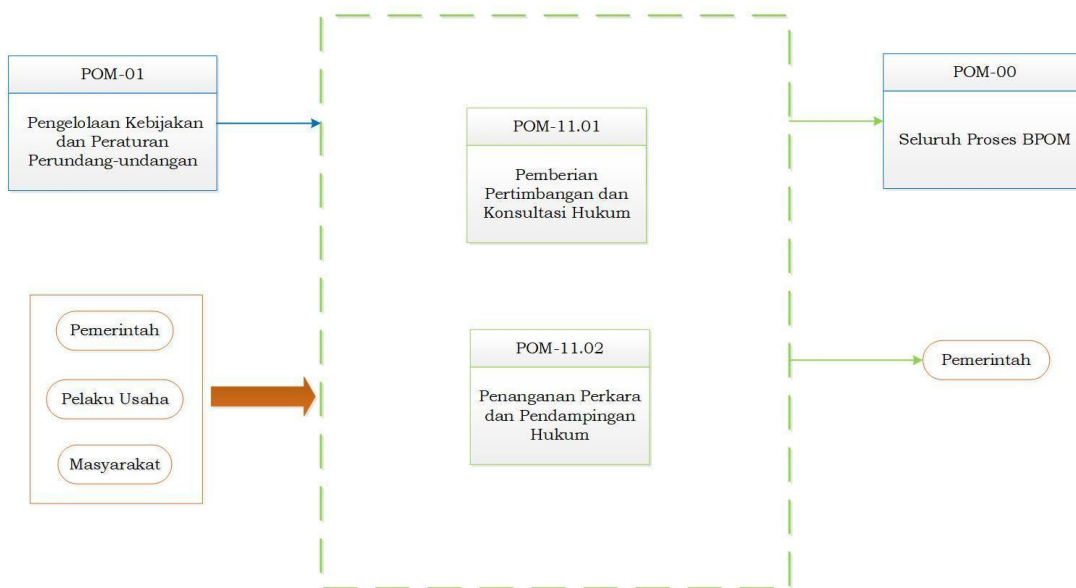 POM-01
Pengelolaan Kebijakan
dan Peraturan
Perundang-undangan
Pemerintah
Pelaku Usaha
Masyarakat
POM-11.01
Pemberian
Pertimbangan dan
Konsultasi Hukum
POM-11.02
Penanganan Perkara
dan Pendampingan
Hukum
POM-00
Seluruh Proses BPOM
Pemerintah